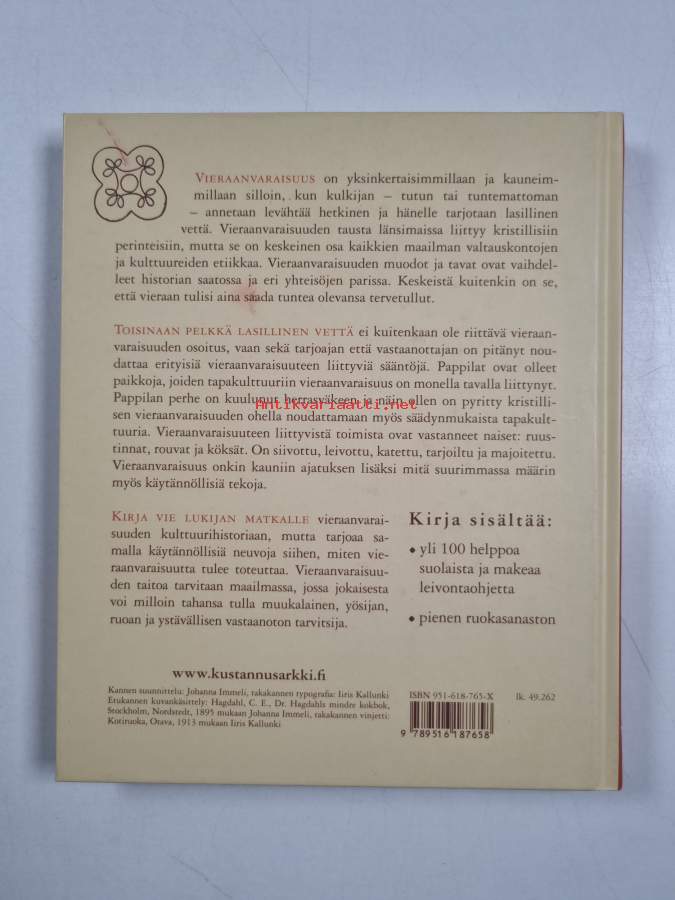 VIERAANVARAISUUS on yksinkertaisimmillaan ja kauneim-
millaan silloin, kun kulkijan – tutun tai tuntemattoman
– annetaan levähtää hetkinen ja hänelle tarjotaan lasillinen
vettä. Vieraanvaraisuuden tausta länsimaissa liittyy kristillisiin
perinteisiin, mutta se on keskeinen osa kaikkien maailman valtauskontojen
ja kulttuureiden etiikkaa. Vieraanvaraisuuden muodot ja tavat ovat vaihdel-
leet historian saatossa ja eri yhteisöjen parissa. Keskeistä kuitenkin on se,
että vieraan tulisi aina saada tuntea olevansa tervetullut.
TOISINAAN PELKKÄ LASILLINEN VETTÄ ei kuitenkaan ole riittävä vieraan-
varaisuuden osoitus, vaan sekä tarjoajan että vastaanottajan on pitänyt nou-
dattaa erityisiä vieraanvaraisuuteen liittyviä sääntöjä. Pappilat ovat olleet
paikkoja, joiden tapakulttuuriin vieraanvaraisuus on monella tavalla liittynyt.
Pappilan perhe on kuulunut herrasväkeen ja näin ollen on pyritty kristilli-
sen vieraanvaraisuuden ohella noudattamaan myös säädynmukaista tapakult-
tuuria. Vieraanvaraisuuteen liittyvistä toimista ovat vastanneet naiset: ruus-
tinnat, rouvat ja köksät. On siivottu, leivottu, katettu, tarjoiltu ja majoitettu.
Vieraanvaraisuus onkin kauniin ajatuksen lisäksi mitä suurimmassa määrin
myös käytännöllisiä tekoja.
Antikvariaatti.net
KIRJA VIE LUKIJAN MATKALLE vieraanvarai-
suuden kulttuurihistoriaan, mutta tarjoaa sa-
malla käytännöllisiä neuvoja siihen, miten vie-
raanvaraisuutta tulee toteuttaa. Vieraanvaraisuu-
den taitoa tarvitaan maailmassa, jossa jokaisesta
voi milloin tahansa tulla muukalainen, yösijan,
ruoan ja ystävällisen vastaanoton tarvitsija.
Kirja sisältää:
• yli 100 helppoa
suolaista ja makeaa
leivontaohjetta
• pienen ruokasanaston
www.kustannusarkki.fi
Kannen suunnittelu: Johanna Immeli, takakannen typografia: Iiris Kallunki
Etukannen kuvankäsittely: Hagdahl, C. E., Dr. Hagdahls mindre kokbok,
Stockholm, Nordstedt, 1895 mukaan Johanna Immeli, takakannen vinjetti:
Kotiruoka, Otava, 1913 mukaan Iiris Kallunki
ISBN 951-618-765-X lk. 49.262
9 789516 187658